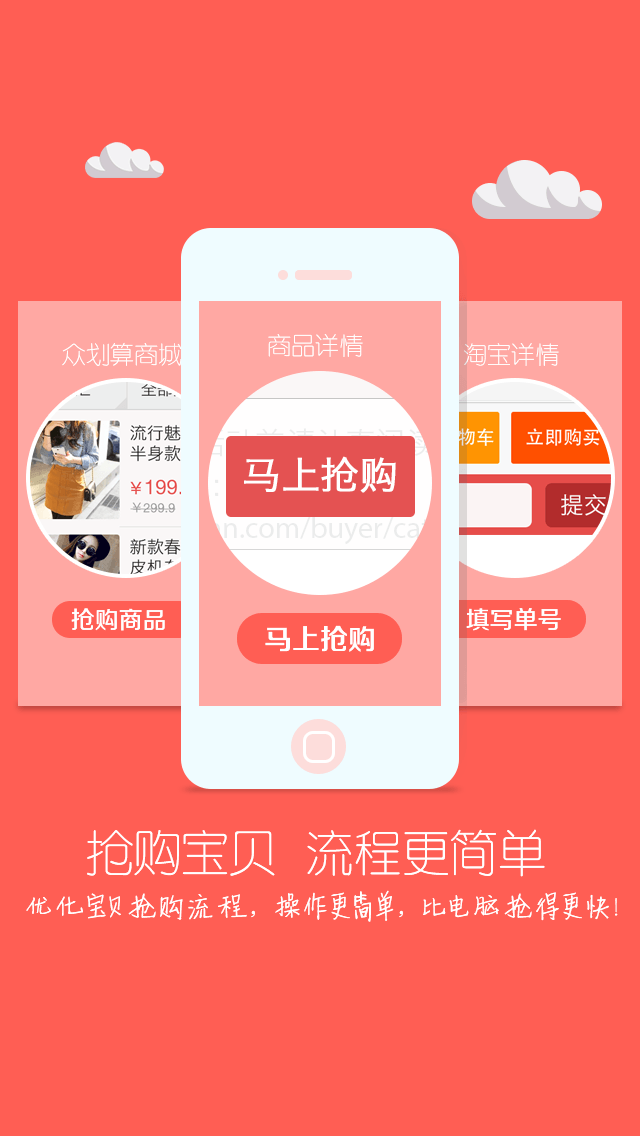 众划算商城
全部
流行魅
半身款
¥199.
¥299.9
新款春
抢购商品
商品详情
马上抢购
on.com/buyer/ca
马上抢购
淘宝详情
物车
立即购买
提交
填写单号
抢购宝贝 流程更简单
优化宝贝抢购流程，操作更简单，比电脑抢得更快！